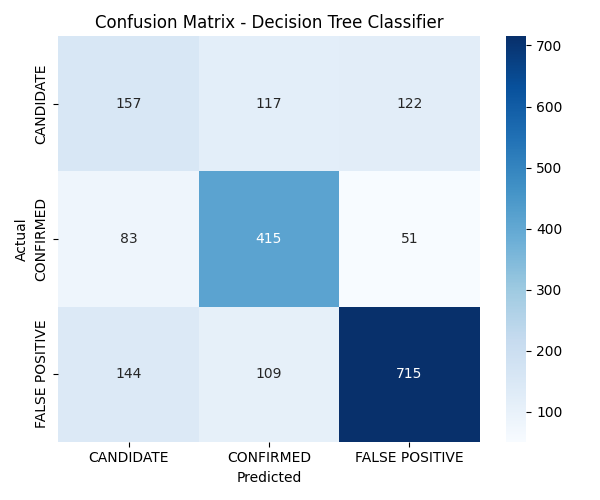 Confusion Matrix - Decision Tree Classifier
CANDIDATE
157 117 122
Actual
CONFIRMED
83 415 51
FALSE POSITIVE
144 109 715
CANDIDATE CONFIRMED FALSE POSITIVE
Predicted
700
600
500
400
300
200
100